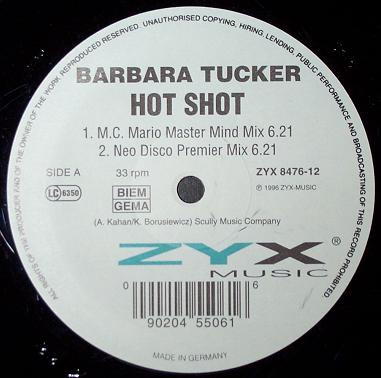 ALL RIGHTS OF THE PRODUCER AND OF THE OWNER OF THE WORK REPRODUCED RESERVED. UNAUTHORISED COPYING, HIRING, LENDING, PUBLIC PERFORMANCE AND BROADCASTING OF THIS RECORD PROHIBITED.
BARBARA TUCKER
HOT SHOT
1. M.C. Mario Master Mind Mix 6.21
2. Neo Disco Premier Mix 6.21
SIDE A 33 rpm ZYX 8476-12
LC 6350 BIEM GEMA ℗ 1996 ZYX-MUSIC
(A. Kahan/K. Borusiewicz) Scully Music Company
ZYX ®
MUSIC
0 6
90204 55061
MADE IN GERMANY